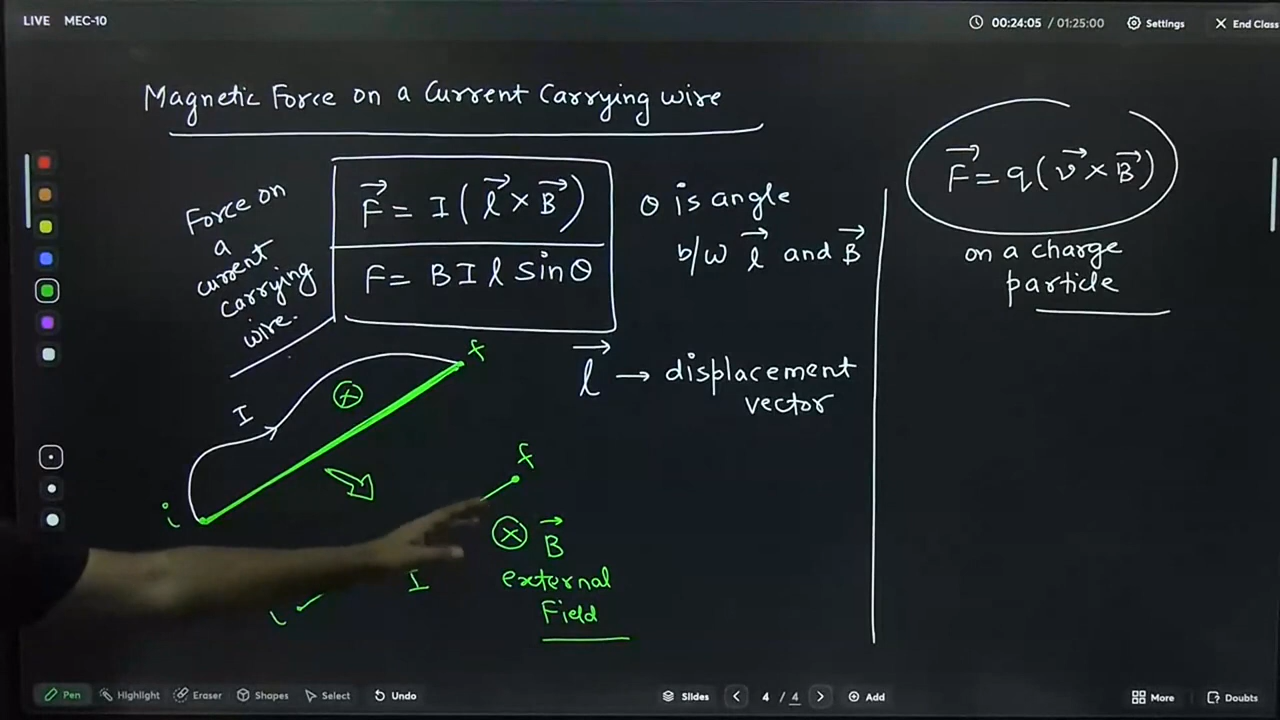 LIVE MEC-10
00:24:05 / 01:25:00 Settings End Class
Magnetic Force on a Current Carrying wire
Force on
a
current
carrying
wire.
F = I ( l × B )
F = B I l sin θ
θ is angle
b/w l and B
l → displacement
vector
F = q ( v × B )
on a charge
particle
f
I
i
f
B
I
external
Field
Pen Highlight Eraser Shapes Select Undo Slides 4 / 4 Add More Doubts